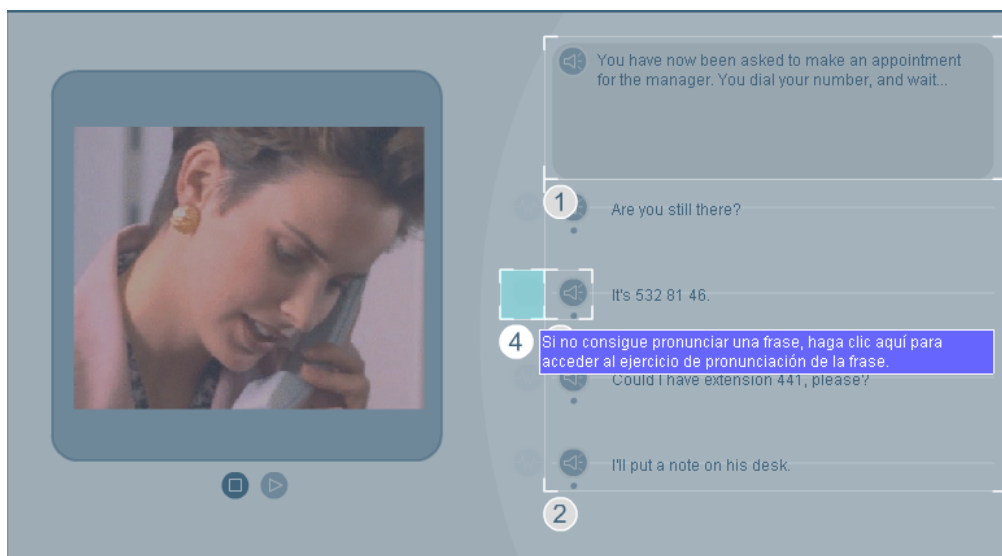 You have now been asked to make an appointment
for the manager. You dial your number, and wait...
1
Are you still there?
It's 532 81 46.
4
Si no consigue pronunciar una frase, haga clic aquí para
acceder al ejercicio de pronunciación de la frase.
Could I have extension 441, please?
I'll put a note on his desk.
2